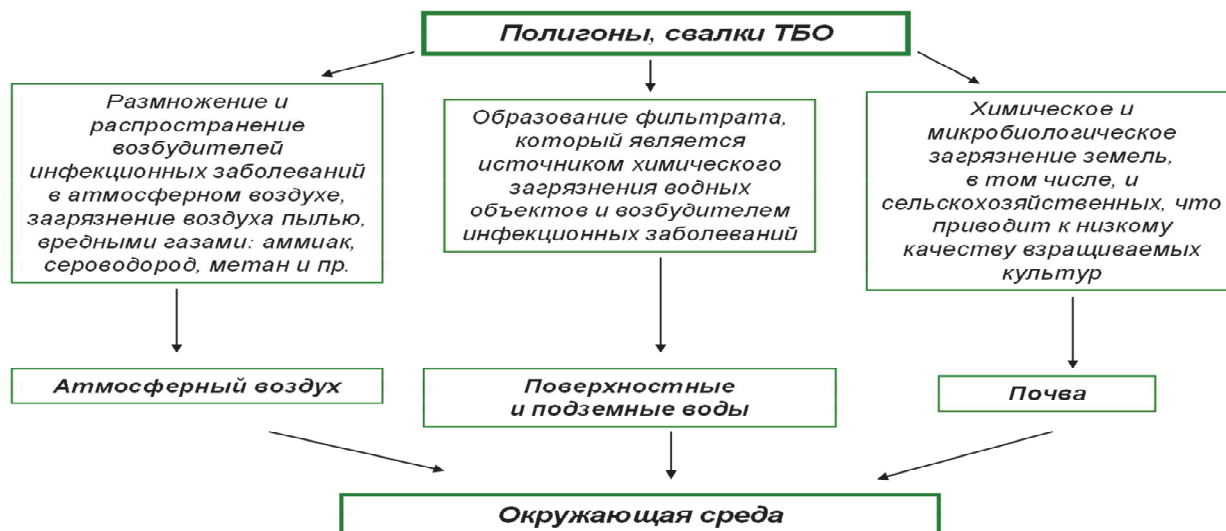 Полигоны, свалки ТБО
Размножение и
распространение
возбудителей
инфекционных заболеваний
в атмосферном воздухе,
загрязнение воздуха пылью,
вредными газами: аммиак,
сероводород, метан и пр.
Образование фильтрата,
который является
источником химического
загрязнения водных
объектов и возбудителем
инфекционных заболеваний
Химическое и
микробиологическое
загрязнение земель,
в том числе, и
сельскохозяйственных, что
приводит к низкому
качеству взращиваемых
культур
Атмосферный воздух
Поверхностные
и подземные воды
Почва
Окружающая среда